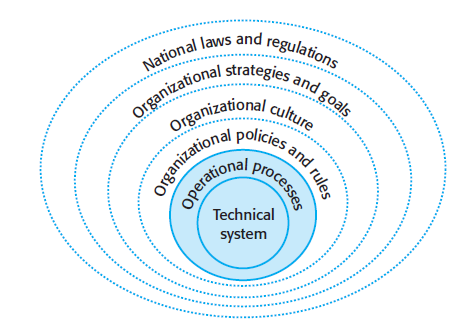 National laws and regulations
Organizational strategies and goals
Organizational culture
Organizational policies and rules
Operational processes
Technical
system